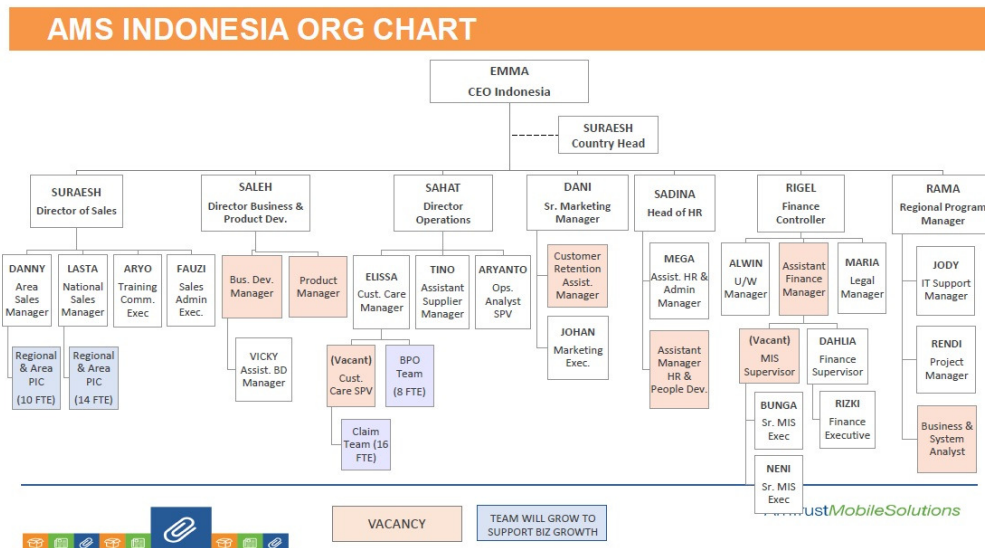 AMS INDONESIA ORG CHART
EMMA
CEO Indonesia
SURAESH
Country Head
SURAESH
Director of Sales
SALEH
Director Business &
Product Dev.
SAHAT
Director
Operations
DANI
Sr. Marketing
Manager
SADINA
Head of HR
RIGEL
Finance
Controller
RAMA
Regional Program
Manager
DANNY
Area
Sales
Manager
LASTA
National
Sales
Manager
ARYO
Training
Comm.
Exec
FAUZI
Sales
Admin
Exec.
Bus. Dev.
Manager
Product
Manager
ELISSA
Cust. Care
Manager
TINO
Assistant
Supplier
Manager
ARYANTO
Ops.
Analyst
SPV
Customer
Retention
Assist.
Manager
MEGA
Assist. HR &
Admin
Manager
ALWIN
U/W
Manager
Assistant
Finance
Manager
MARIA
Legal
Manager
JODY
IT Support
Manager
Regional
& Area
PIC
(10 FTE)
Regional
& Area
PIC
(14 FTE)
VICKY
Assist. BD
Manager
(Vacant)
Cust.
Care SPV
BPO
Team
(8 FTE)
JOHAN
Marketing
Exec.
Assistant
Manager
HR &
People Dev.
(Vacant)
MIS
Supervisor
DAHLIA
Finance
Supervisor
RENDI
Project
Manager
Claim
Team (16
FTE)
BUNGA
Sr. MIS
Exec
RIZKI
Finance
Executive
Business &
System
Analyst
NENI
Sr. MIS
Exec
VACANCY
TEAM WILL GROW TO
SUPPORT BIZ GROWTH
AmTrustMobileSolutions